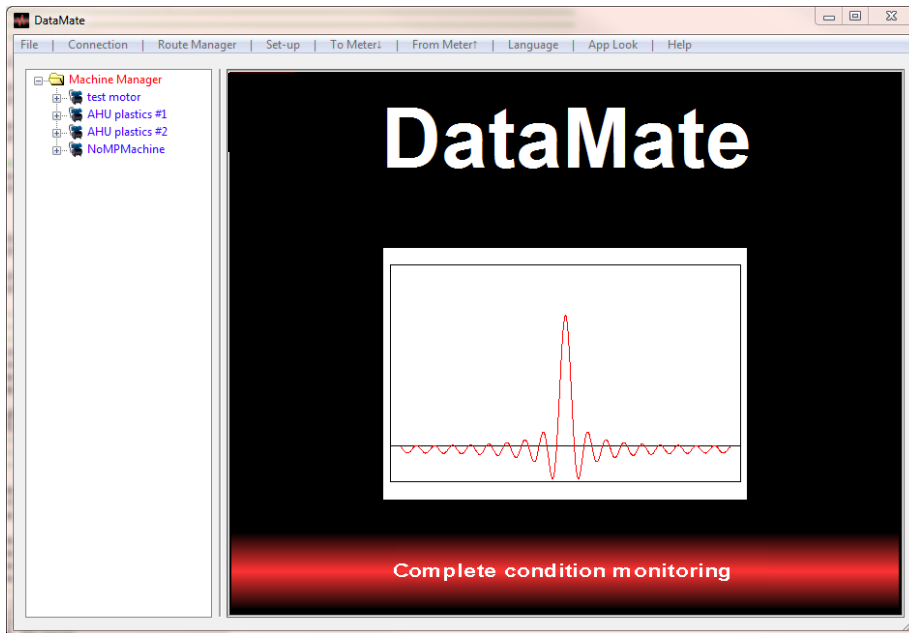 DataMate
File | Connection | Route Manager | Set-up | To Meter↓ | From Meter↑ | Language | App Look | Help
Machine Manager
test motor
AHU plastics #1
AHU plastics #2
NoMPMachine
DataMate
Complete condition monitoring